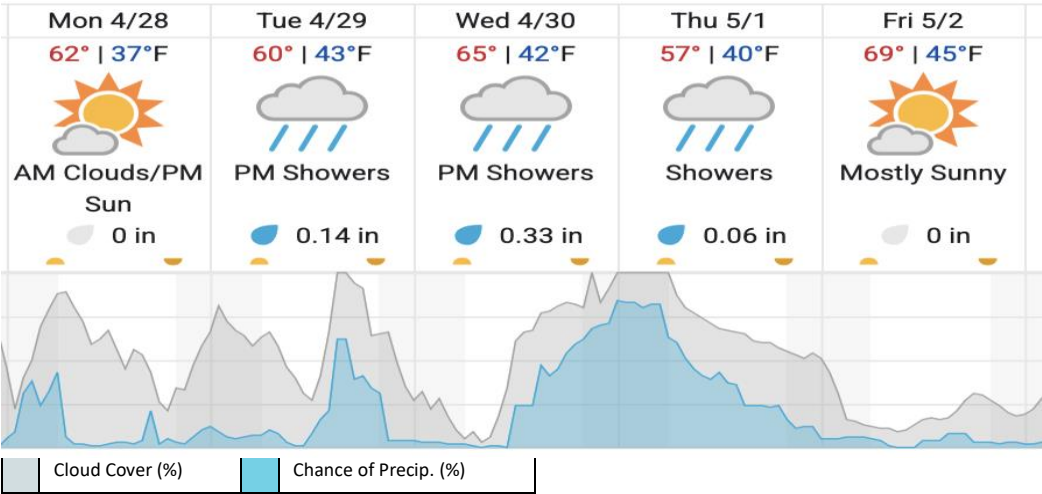 Mon 4/28 Tue 4/29 Wed 4/30 Thu 5/1 Fri 5/2
62° | 37°F 60° | 43°F 65° | 42°F 57° | 40°F 69° | 45°F
AM Clouds/PM Sun PM Showers PM Showers Showers Mostly Sunny
0 in 0.14 in 0.33 in 0.06 in 0 in
Cloud Cover (%) Chance of Precip. (%)